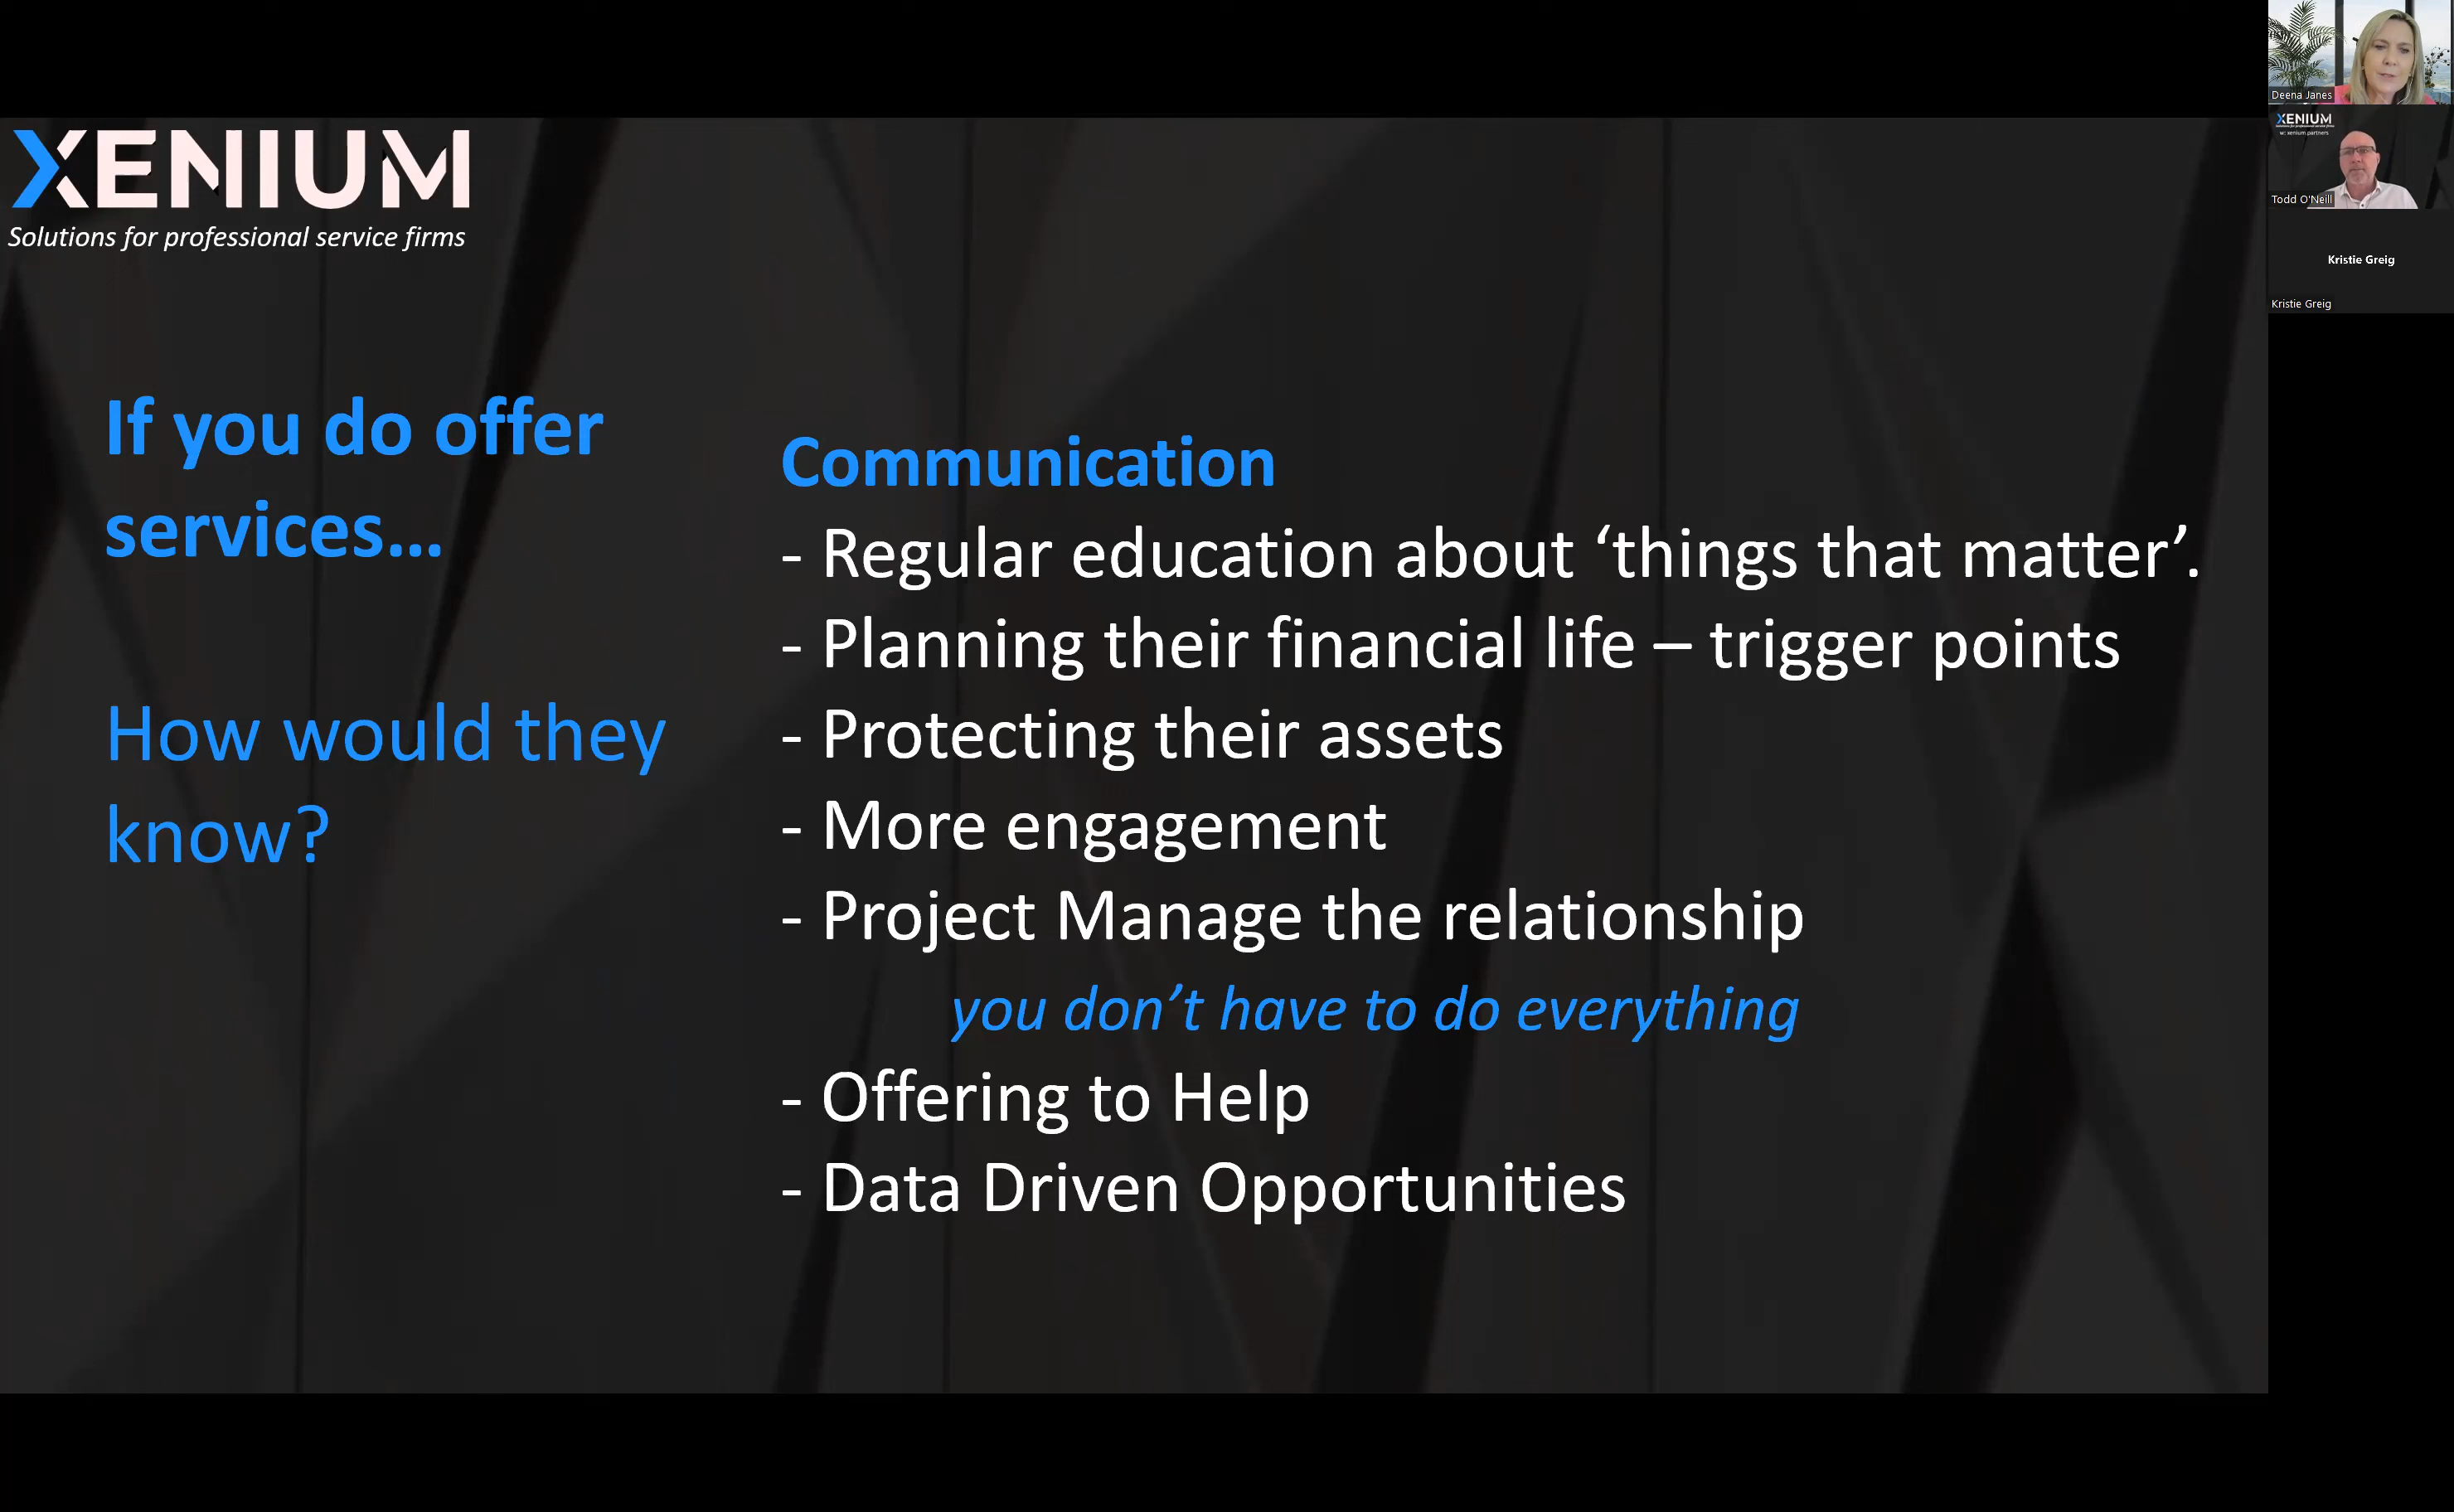 XENIUM
Solutions for professional service firms
If you do offer
services...
How would they
know?
Communication
- Regular education about ‘things that matter’.
- Planning their financial life – trigger points
- Protecting their assets
- More engagement
- Project Manage the relationship
you don’t have to do everything
- Offering to Help
- Data Driven Opportunities
Deena Janes
XENIUM
w: xenium.partners
Todd O'Neill
Kristie Greig
Kristie Greig